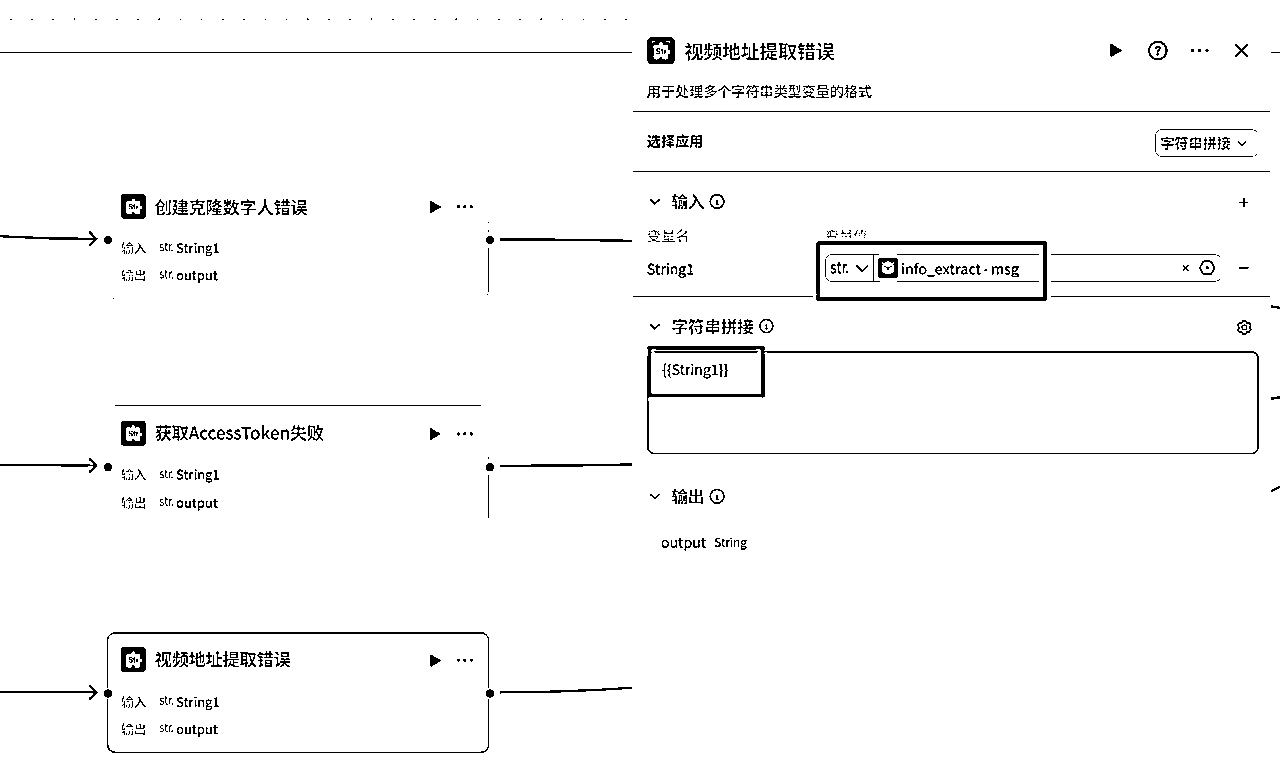 创建克隆数字人错误
输入 str. String1
输出 str. output
获取AccessToken失败
输入 str. String1
输出 str. output
视频地址提取错误
输入 str. String1
输出 str. output
视频地址提取错误
用于处理多个字符串类型变量的格式
选择应用
字符串拼接
输入
变量名 变量值
String1 str. info_extract - msg
字符串拼接
{{String1}}
输出
output String